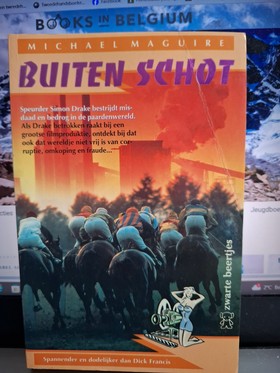 BOOKS IN BELGIUM
MICHAEL MAGUIRE
BUITEN SCHOT
Speurder Simon Drake bestrijdt mis-
daad en bedrog in de paardenwereld.
Als Drake betrokken raakt bij een
grootse filmproduktie, ontdekt hij dat
ook dat wereldje niet vrij is van cor-
ruptie, omkoping en fraude...
zwarte beertjes
Spannender en dodelijker dan Dick Francis